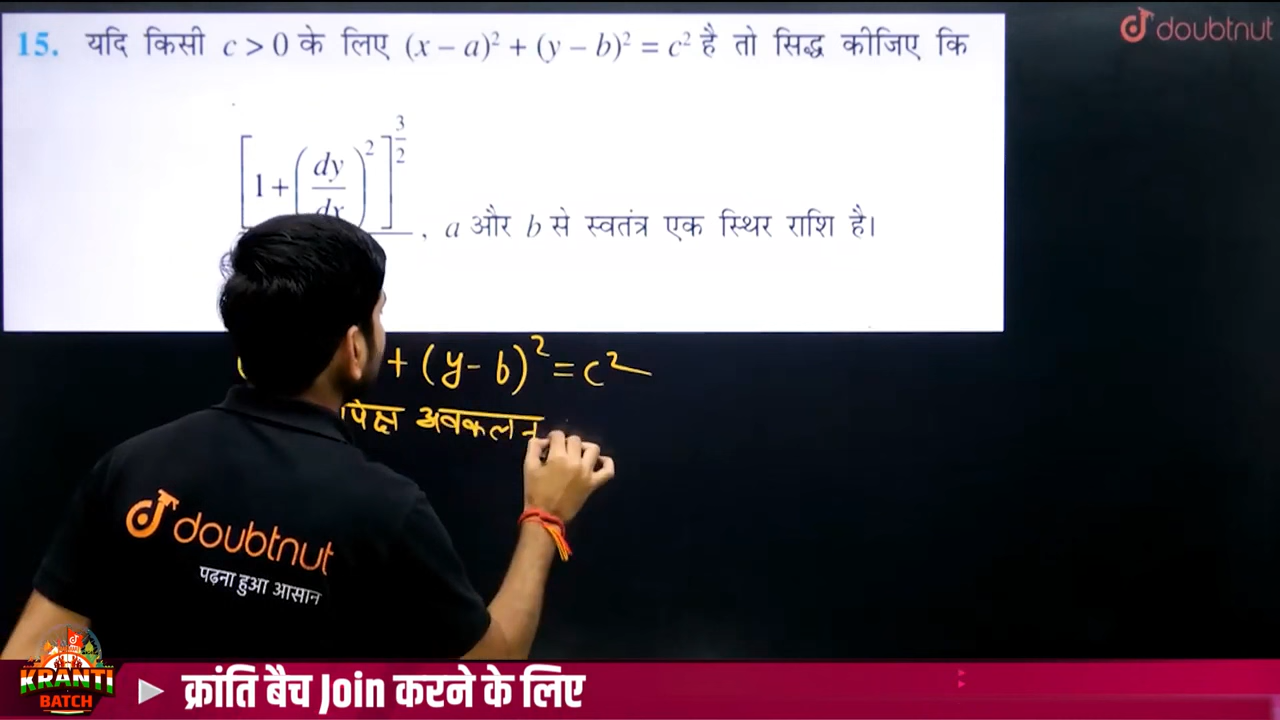 15. यदि किसी c > 0 के लिए (x – a)² + (y – b)² = c² है तो सिद्ध कीजिए कि
doubtnut
[1 + (dy/dx)²]^(3/2)
, a और b से स्वतंत्र एक स्थिर राशि है।
+ (y - b)² = c²
अवकलन
doubtnut
पढ़ना हुआ आसान
KRANTI
BATCH
क्रांति बैच Join करने के लिए